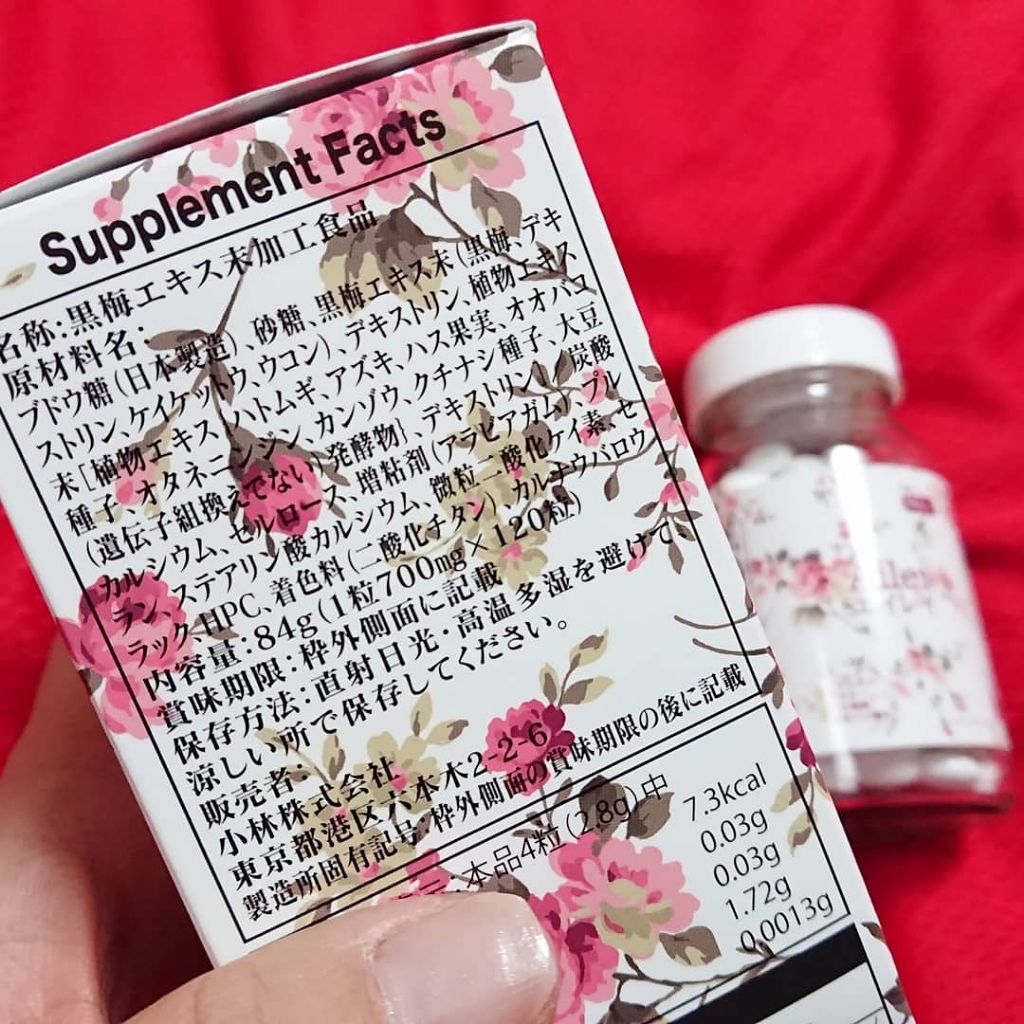 Supplement Facts
名称:黒梅エキス末加工食品
原材料名:
ブドウ糖(日本製造)、砂糖、黒梅エキス末(黒梅、デキ
ストリン、ケイケットウ、ウコン)、デキストリン、植物エキス
末[植物エキス(ハトムギ、アズキ、ハス果実、オオバコ
種子、オタネニンジン、カンゾウ、クチナシ種子、大豆
(遺伝子組換えでない)発酵物)、デキストリン]/炭酸
カルシウム、セルロース、増粘剤(アラビアガム)、プル
ラン、ステアリン酸カルシウム、微粒二酸化ケイ素、セ
ラック、HPC、着色料(二酸化チタン)、カルナウバロウ
内容量:84g(1粒700mg×120粒)
賞味期限:枠外側面に記載
保存方法:直射日光・高温多湿を避けて、
涼しい所で保存してください。
販売者:
小林株式会社
東京都港区六本木2-2-6
製造所固有記号:枠外側面の賞味期限の後に記載
本品4粒(2.8g)中
7.3kcal
0.03g
0.03g
1.72g
0.0013g